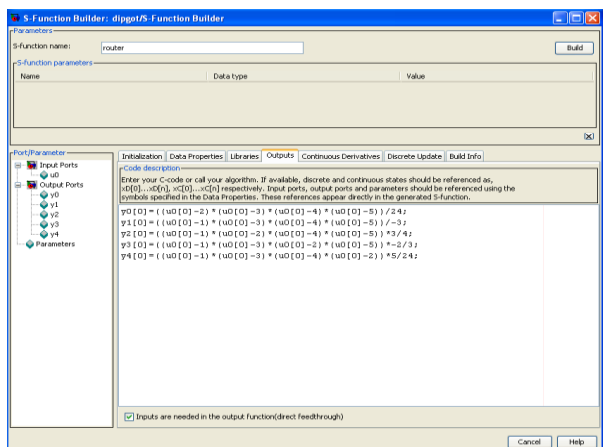 S-Function Builder: dipgot/S-Function Builder
Parameters
S-function name: router Build
S-function parameters
Name Data type Value
Port/Parameter
Input Ports
u0
Output Ports
y0
y1
y2
y3
y4
Parameters
Initialization Data Properties Libraries Outputs Continuous Derivatives Discrete Update Build Info
Code description
Enter your C-code or call your algorithm. If available, discrete and continuous states should be referenced as,
xD[0]...xD[n], xC[0]...xC[n] respectively. Input ports, output ports and parameters should be referenced using the
symbols specified in the Data Properties. These references appear directly in the generated S-function.
y0[0]=((u0[0]-2)*(u0[0]-3)*(u0[0]-4)*(u0[0]-5))/24;
y1[0]=((u0[0]-1)*(u0[0]-3)*(u0[0]-4)*(u0[0]-5))/-3;
y2[0]=((u0[0]-1)*(u0[0]-2)*(u0[0]-4)*(u0[0]-5))*3/4;
y3[0]=((u0[0]-1)*(u0[0]-3)*(u0[0]-2)*(u0[0]-5))*-2/3;
y4[0]=((u0[0]-1)*(u0[0]-3)*(u0[0]-4)*(u0[0]-2))*5/24;
Inputs are needed in the output function(direct feedthrough)
Cancel Help